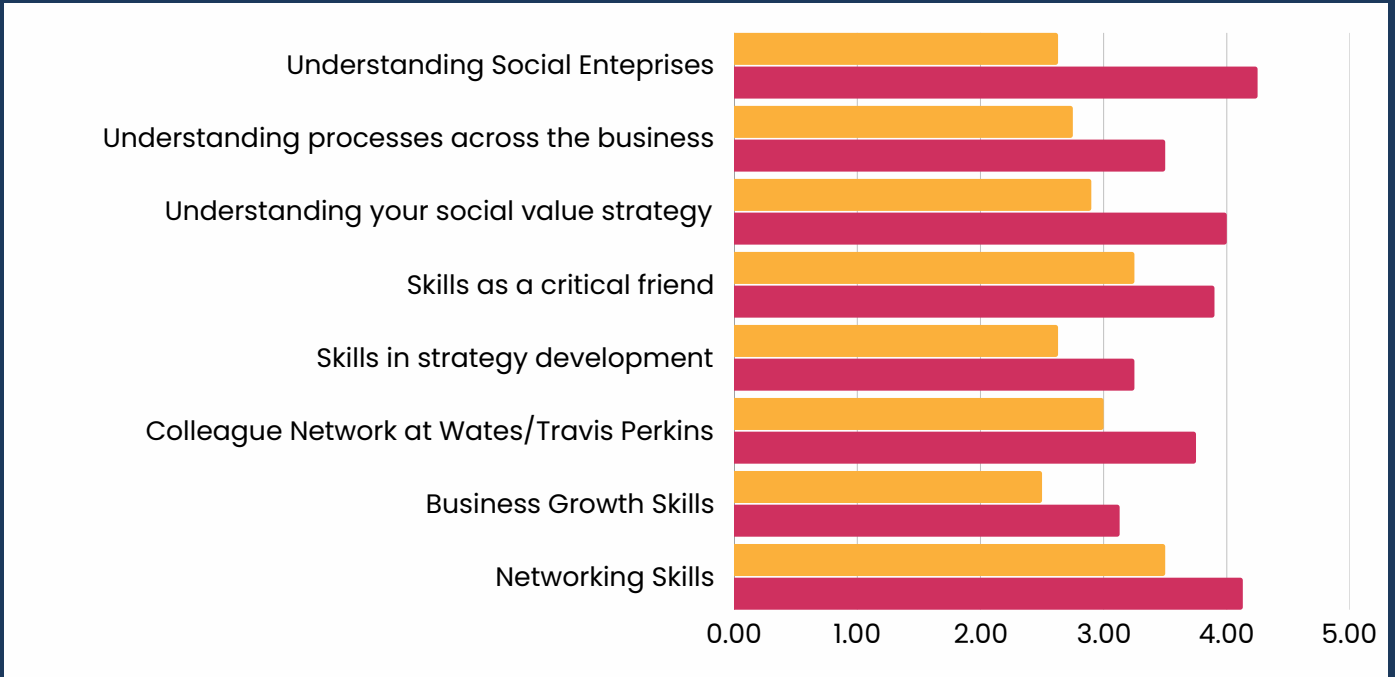 Understanding Social Enteprises
Understanding processes across the business
Understanding your social value strategy
Skills as a critical friend
Skills in strategy development
Colleague Network at Wates/Travis Perkins
Business Growth Skills
Networking Skills
0.00 1.00 2.00 3.00 4.00 5.00